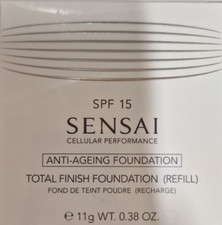 SPF 15
SENSAI
CELLULAR PERFORMANCE
ANTI-AGEING FOUNDATION
TOTAL FINISH FOUNDATION (REFILL)
FOND DE TEINT POUDRE (RECHARGE)
℮ 11g WT. 0.38 OZ.